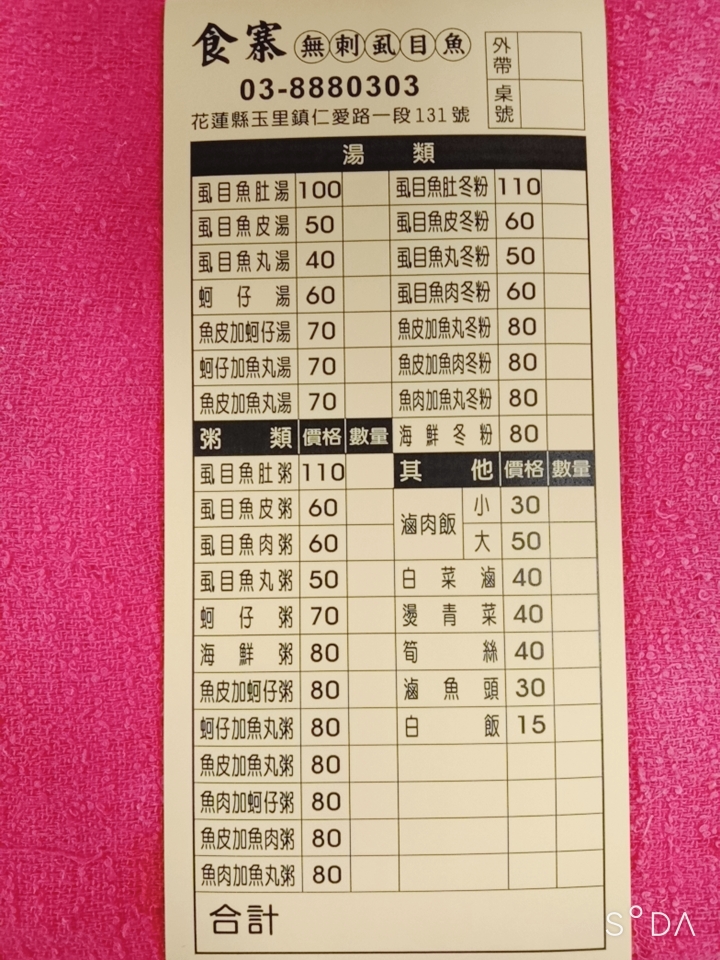 食寨 無刺虱目魚
外帶
03-8880303
桌號
花蓮縣玉里鎮仁愛路一段131號
湯類
虱目魚肚湯 100 虱目魚肚冬粉 110
虱目魚皮湯 50 虱目魚皮冬粉 60
虱目魚丸湯 40 虱目魚丸冬粉 50
蚵仔湯 60 虱目魚肉冬粉 60
魚皮加蚵仔湯 70 魚皮加魚丸冬粉 80
蚵仔加魚丸湯 70 魚皮加魚肉冬粉 80
魚皮加魚丸湯 70 魚肉加魚丸冬粉 80
粥類 價格 數量 海鮮冬粉 80
虱目魚肚粥 110 其他 價格 數量
虱目魚皮粥 60 滷肉飯 小 30
虱目魚肉粥 60 大 50
虱目魚丸粥 50 白菜滷 40
蚵仔粥 70 燙青菜 40
海鮮粥 80 筍絲 40
魚皮加蚵仔粥 80 滷魚頭 30
蚵仔加魚丸粥 80 白飯 15
魚皮加魚丸粥 80
魚肉加蚵仔粥 80
魚皮加魚肉粥 80
魚肉加魚丸粥 80
合計
S°DA